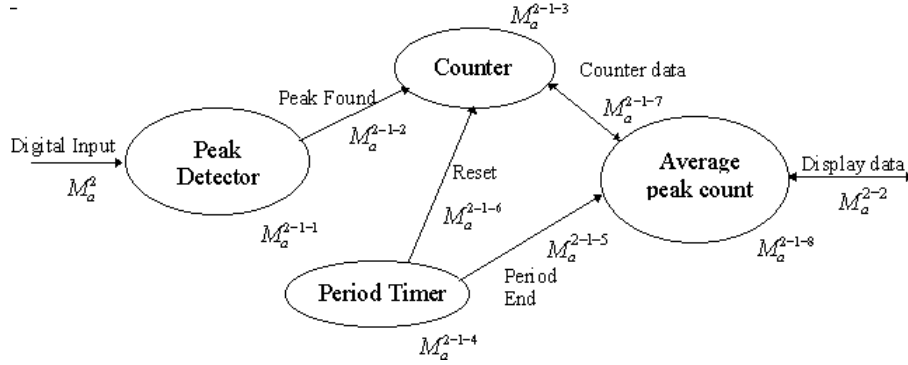 M_a^{2-1-3}
Counter
Counter data
Peak Found
M_a^{2-1-7}
M_a^{2-1-2}
Digital Input
Peak
Detector
Average
peak count
Display data
M_a^2
Reset
M_a^{2-2}
M_a^{2-1-6}
M_a^{2-1-1}
M_a^{2-1-5}
M_a^{2-1-8}
Period Timer
Period
End
M_a^{2-1-4}